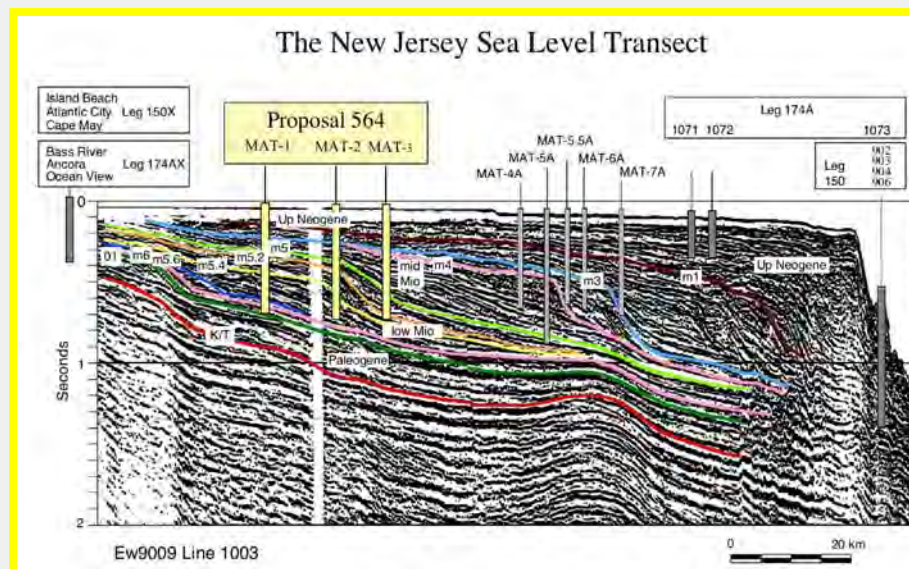 The New Jersey Sea Level Transect
Island Beach
Atlantic City Leg 150X
Cape May
Bass River
Ancora Leg 174AX
Ocean View
Proposal 564
MAT-1 MAT-2 MAT-3
MAT-4A
MAT-5A
MAT-5.5A
MAT-6A
MAT-7A
Leg 174A
1071 1072 1073
Leg
150
902
903
904
906
0
Up Neogene
01
m6
m5.6
m5.4
m5.2
m5
mid
Mio
m4
m3
m1
Up Neogene
low Mio
K/T
Paleogene
1
Seconds
2
Ew9009 Line 1003
0 20 km